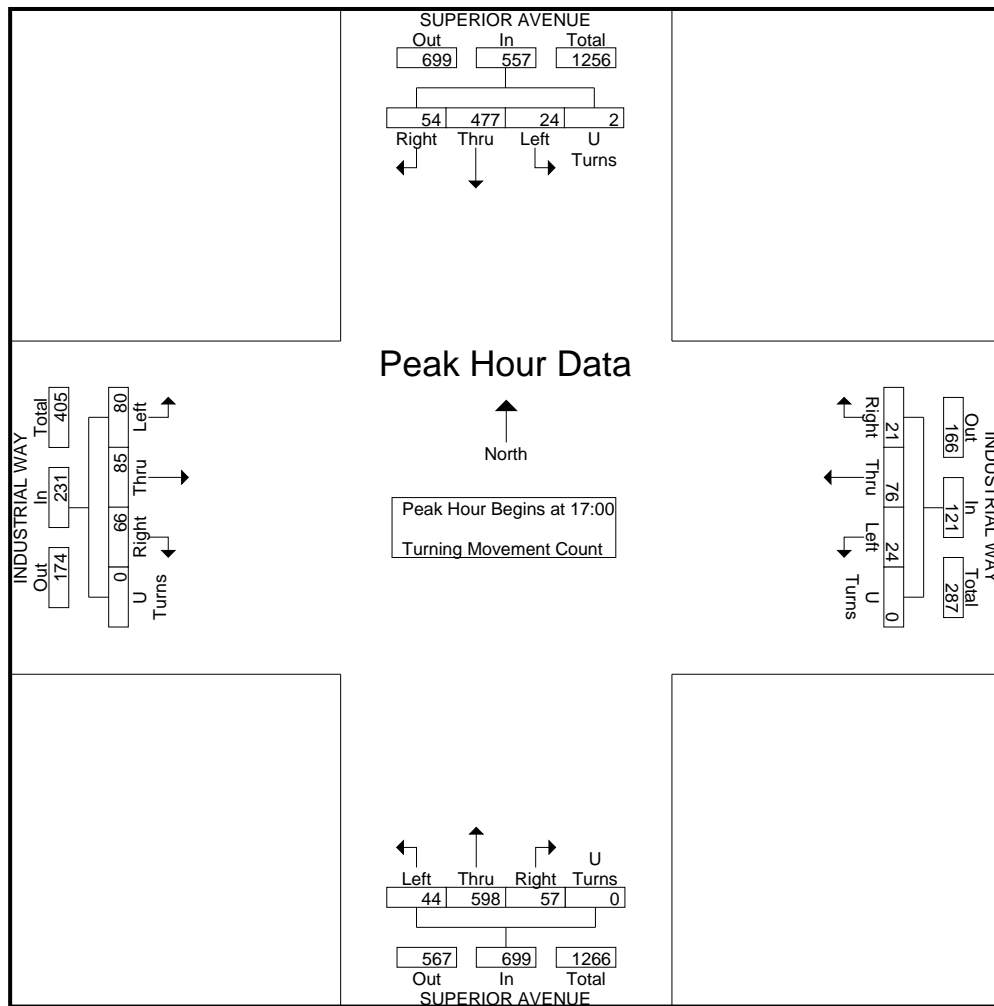 SUPERIOR AVENUE
Out In Total
699 557 1256
54 477 24 2
Right Thru Left U
Turns
Peak Hour Data
North
Peak Hour Begins at 17:00
Turning Movement Count
INDUSTRIAL WAY
Total In Out
405 231 174
80 85 66 0
Left Thru Right U
Turns
INDUSTRIAL WAY
Out In Total
166 121 287
21 76 24 0
Right Thru Left U
Turns
U
Left Thru Right Turns
44 598 57 0
567 699 1266
Out In Total
SUPERIOR AVENUE